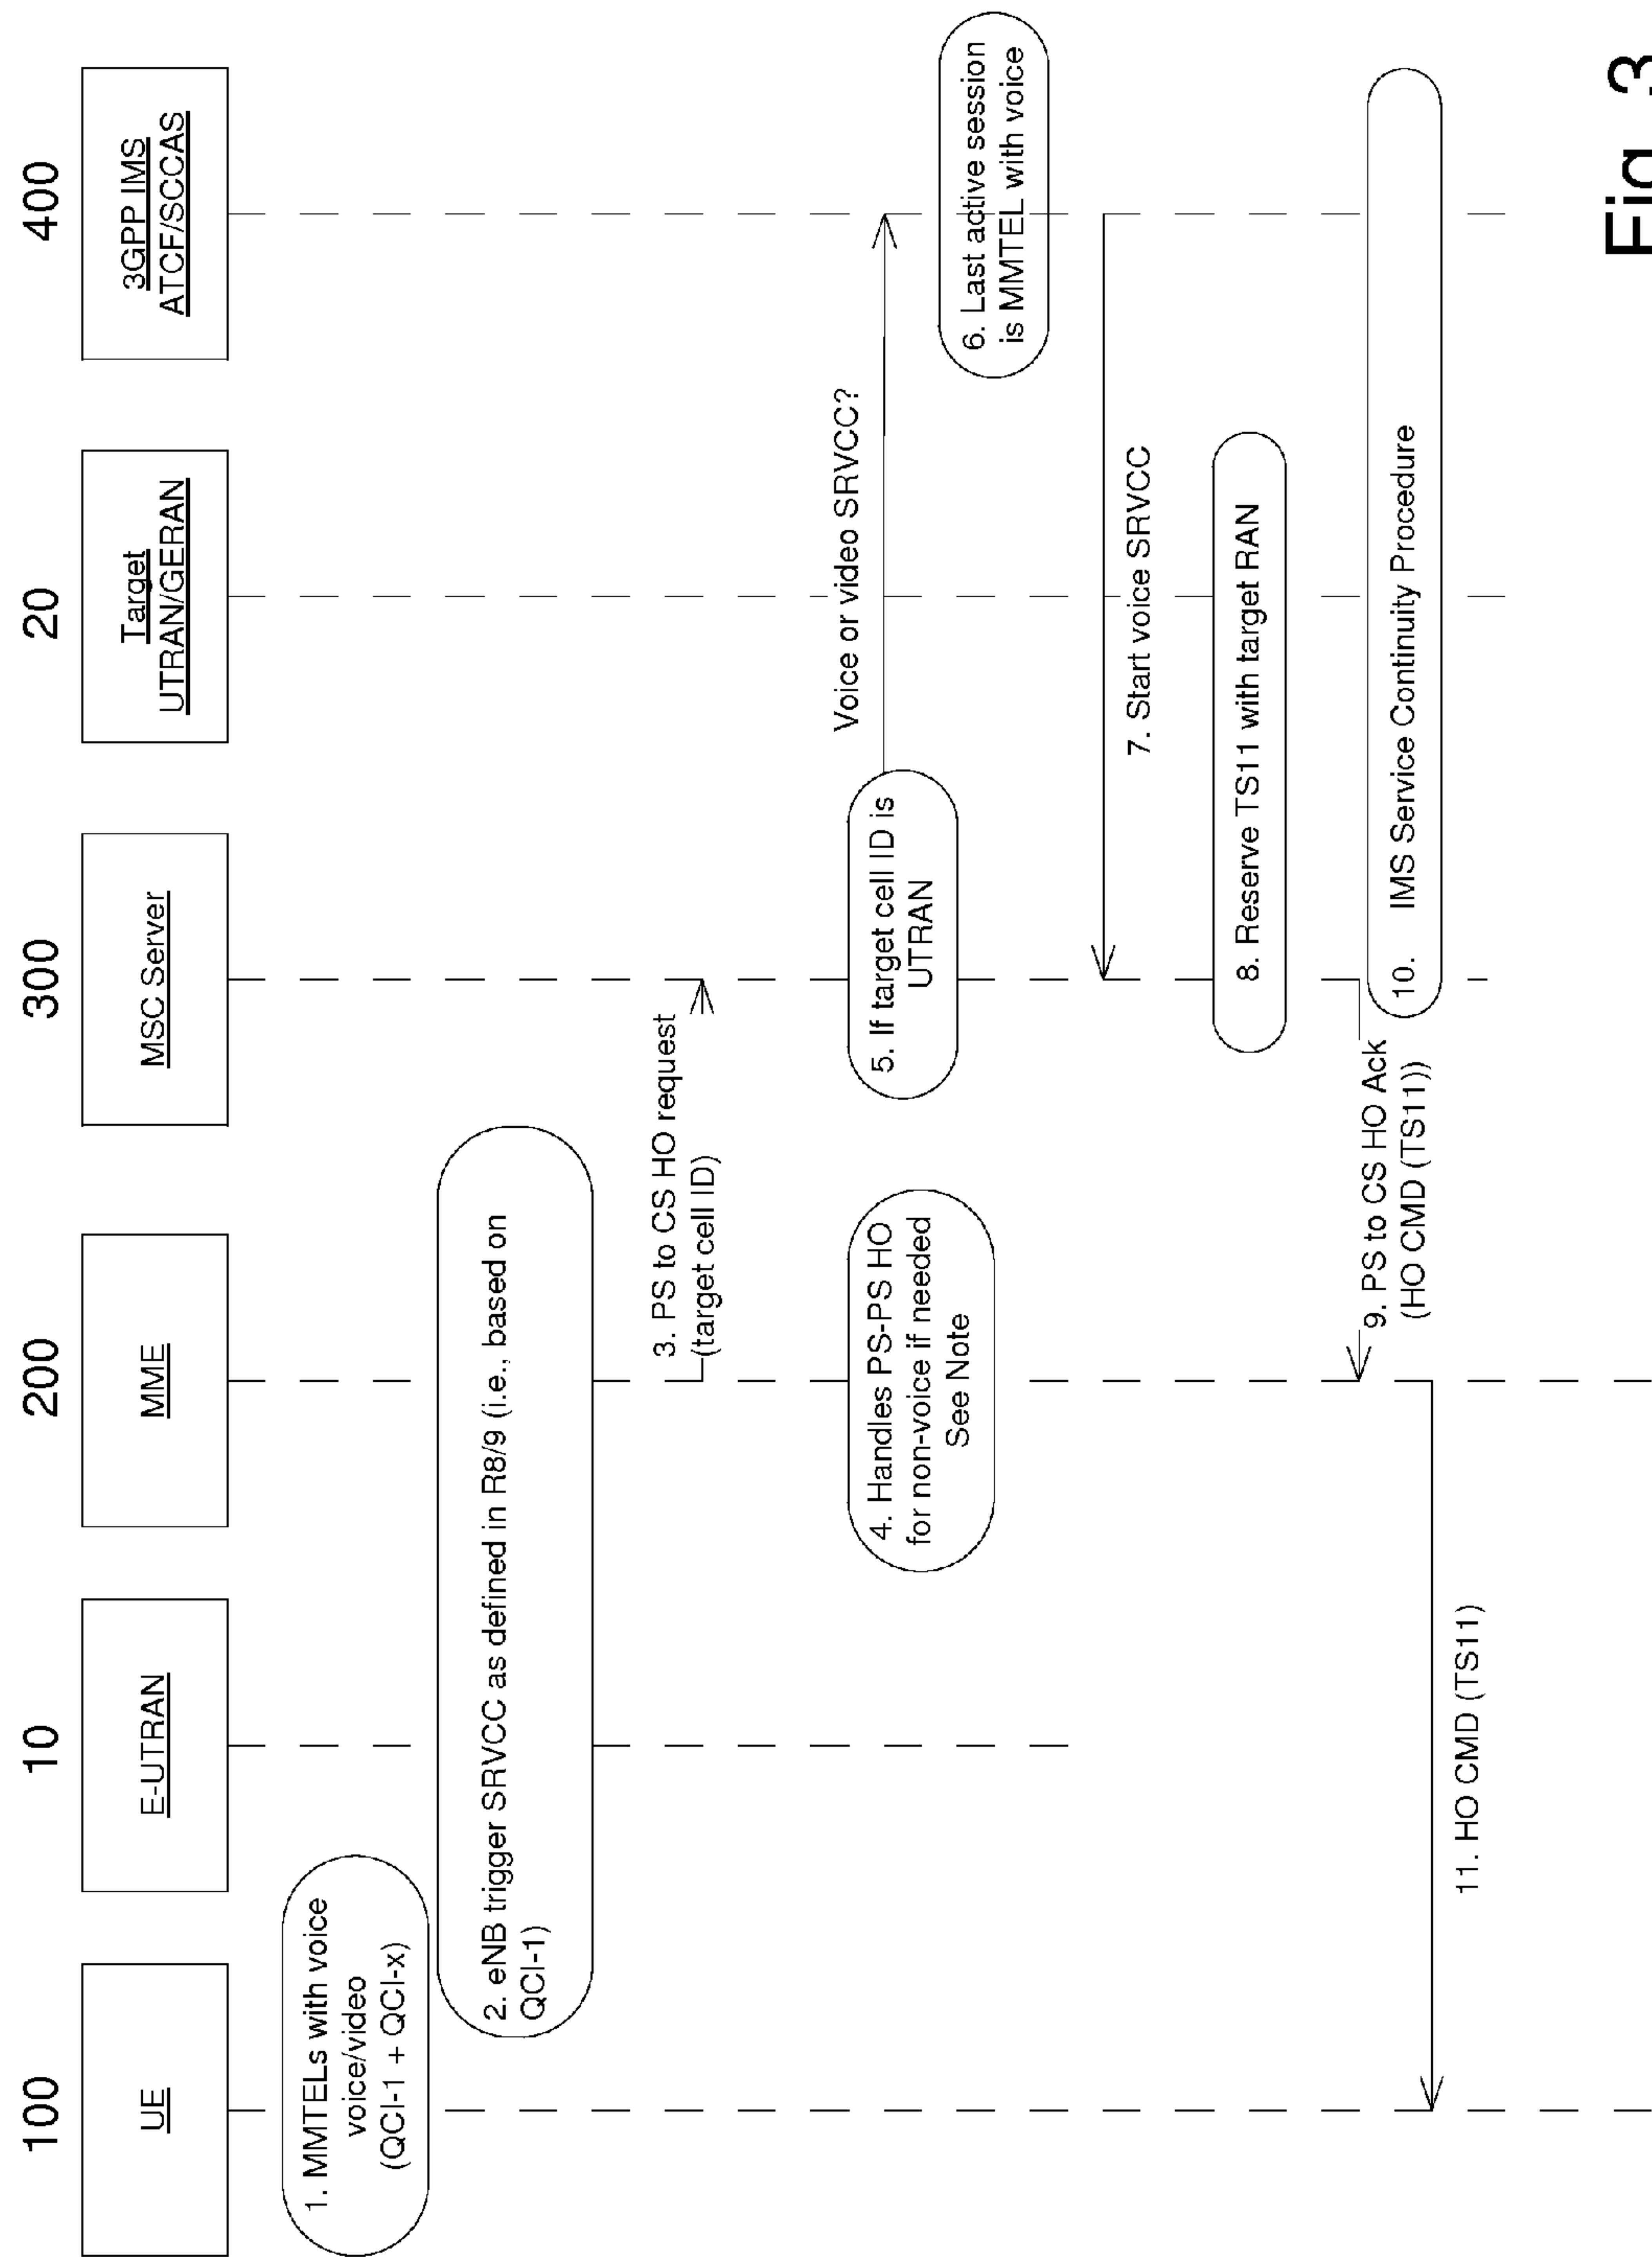 100
10
200
300
20
400
UE
E-UTRAN
MME
MSC Server
Target
UTRAN/GERAN
3GPP IMS
ATCF/SCCAS
1. MMTELs with voice
voice/video
(QCI-1 + QCI-x)
2. eNB trigger SRVCC as defined in R8/9 (i.e., based on
QCI-1)
3. PS to CS HO request
(target cell ID)
4. Handles PS-PS HO
for non-voice if needed
See Note
5. If target cell ID is
UTRAN
Voice or video SRVCC?
6. Last active session
is MMTEL with voice
7. Start voice SRVCC
8. Reserve TS11 with target RAN
9. PS to CS HO Ack
(HO CMD (TS11))
10. IMS Service Continuity Procedure
11. HO CMD (TS11)
Fig. 3